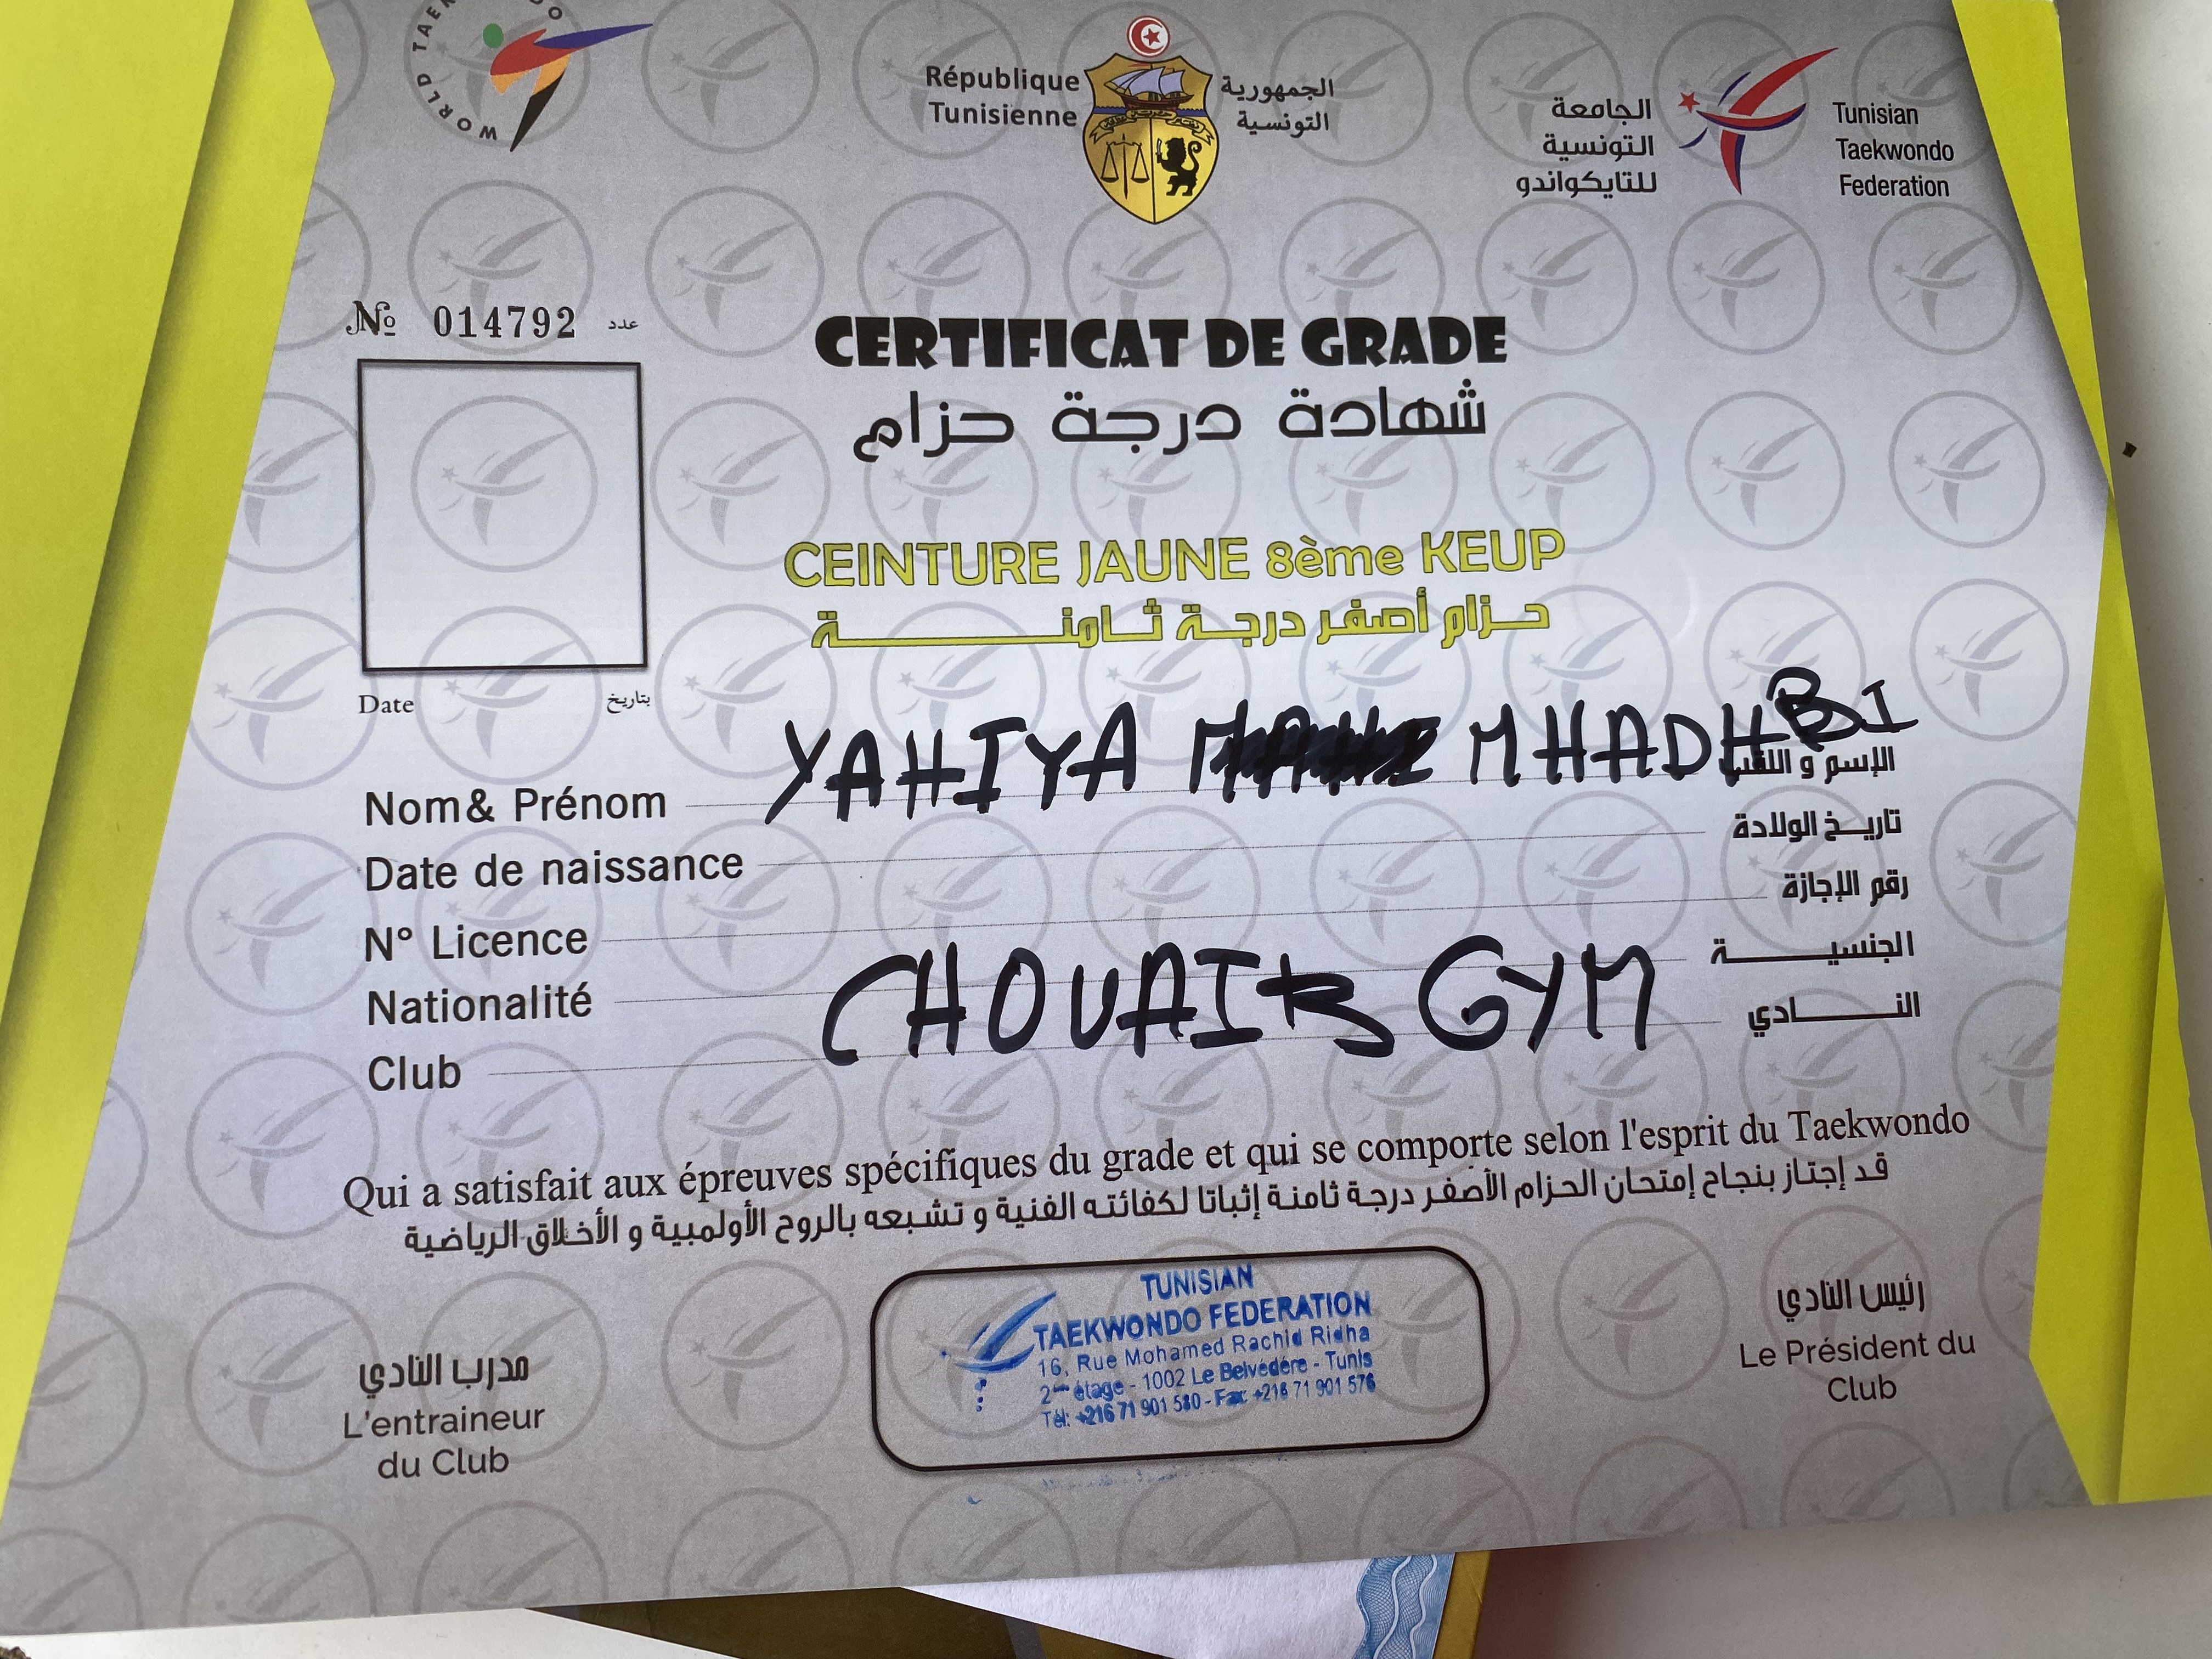 WORLD TAE DO
République
Tunisienne
الجمهورية
التونسية
الجامعة
التونسية
للتايكواندو
Tunisian
Taekwondo
Federation
№ 014792 عدد
CERTIFICAT DE GRADE
شهادة درجة حزام
CEINTURE JAUNE 8ème KEUP
حزام أصفر درجة ثامنة
Date بتاريخ
Nom& Prénom YAHIYA MHADHBI الإسم و اللقب
Date de naissance تاريخ الولادة
N° Licence رقم الإجازة
Nationalité الجنسية
Club CHOUAIB GYM النادي
Qui a satisfait aux épreuves spécifiques du grade et qui se comporte selon l'esprit du Taekwondo
قد إجتاز بنجاح إمتحان الحزام الأصفر درجة ثامنة إثباتا لكفائته الفنية و تشبعه بالروح الأولمبية و الأخلاق الرياضية
مدرب النادي
L'entraineur
du Club
TUNISIAN
TAEKWONDO FEDERATION
16, Rue Mohamed Rachid Ridha
2ème étage - 1002 Le Belvédère - Tunis
Tél: +216 71 901 580 - Fax: +216 71 901 576
رئيس النادي
Le Président du
Club